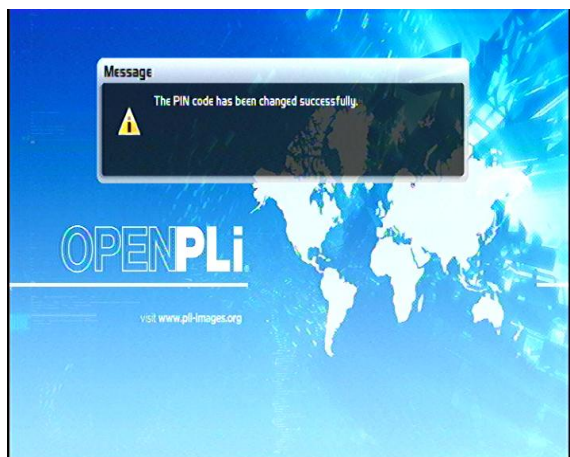 Message
The PIN code has been changed successfully.
OPENPLi
visit www.pli-images.org